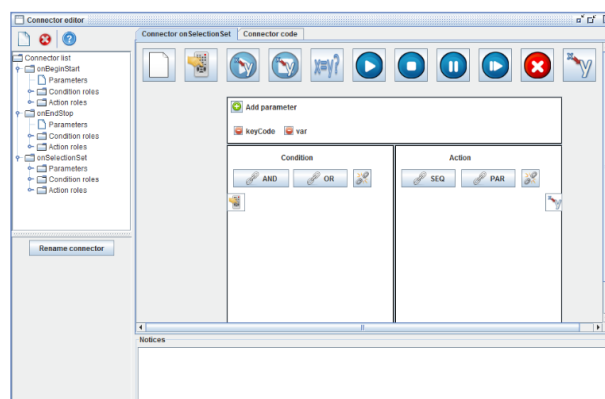 Connector editor
Connector onSelectionSet
Connector code
Connector list
onBeginStart
Parameters
Condition roles
Action roles
onEndStop
Parameters
Condition roles
Action roles
onSelectionSet
Parameters
Condition roles
Action roles
Rename connector
x=y?
Add parameter
keyCode
var
Condition
AND
OR
Action
SEQ
PAR
Notices